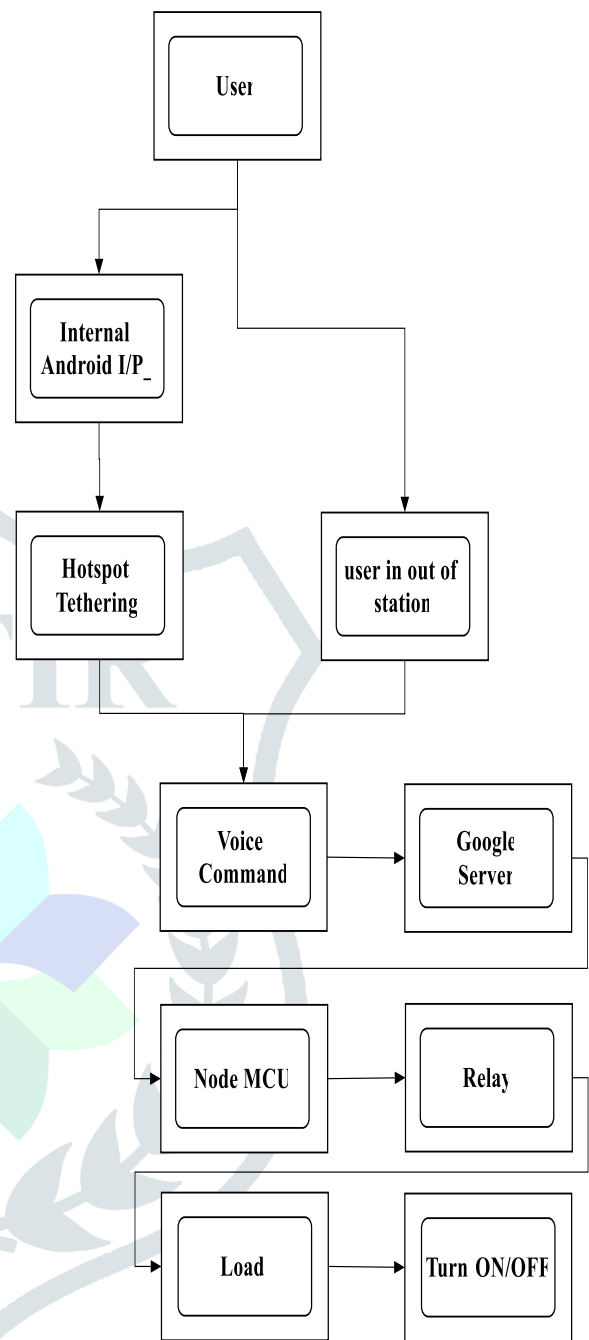 User
Internal
Android I/P_
Hotspot
Tethering
user in out of
station
Voice
Command
Google
Server
Node MCU
Relay
Load
Turn ON/OFF